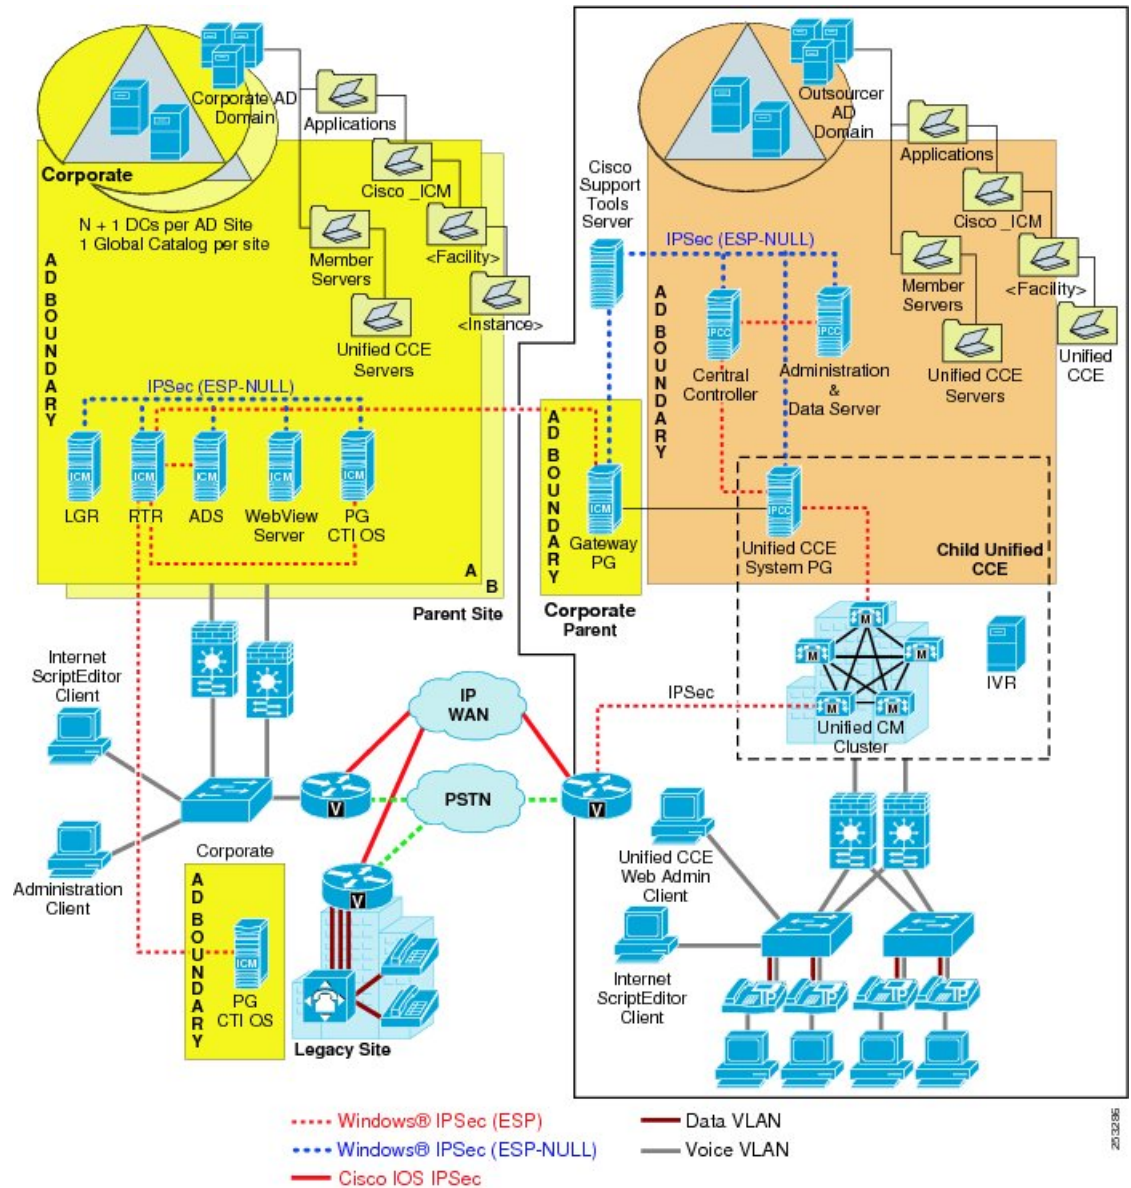 Corporate AD
Domain
Applications
Cisco _ICM
<Facility>
<Instance>
Member
Servers
Unified CCE
Servers
Corporate
N + 1 DCs per AD Site
1 Global Catalog per site
AD BOUNDARY
IPSec (ESP-NULL)
ICM
ICM
ICM
ICM
ICM
LGR
RTR
ADS
WebView
Server
PG
CTI OS
A
B
Parent Site
Outsourcer
AD
Domain
Applications
Cisco _ICM
<Facility>
Unified
CCE
Member
Servers
Unified CCE
Servers
Cisco
Support
Tools
Server
IPSec (ESP-NULL)
AD BOUNDARY
IPCC
IPCC
Central
Controller
Administration
&
Data Server
AD BOUNDARY
ICM
Gateway
PG
Corporate
Parent
IPCC
Unified CCE
System PG
Child Unified
CCE
M
M
M
M
M
Unified CM
Cluster
IVR
IPSec
Internet
ScriptEditor
Client
Administration
Client
IP
WAN
PSTN
V
V
V
Corporate
AD BOUNDARY
ICM
PG
CTI OS
Legacy Site
Unified CCE
Web Admin
Client
Internet
ScriptEditor
Client
IP
IP
IP
IP
Windows® IPSec (ESP)
Windows® IPSec (ESP-NULL)
Cisco IOS IPSec
Data VLAN
Voice VLAN
253286